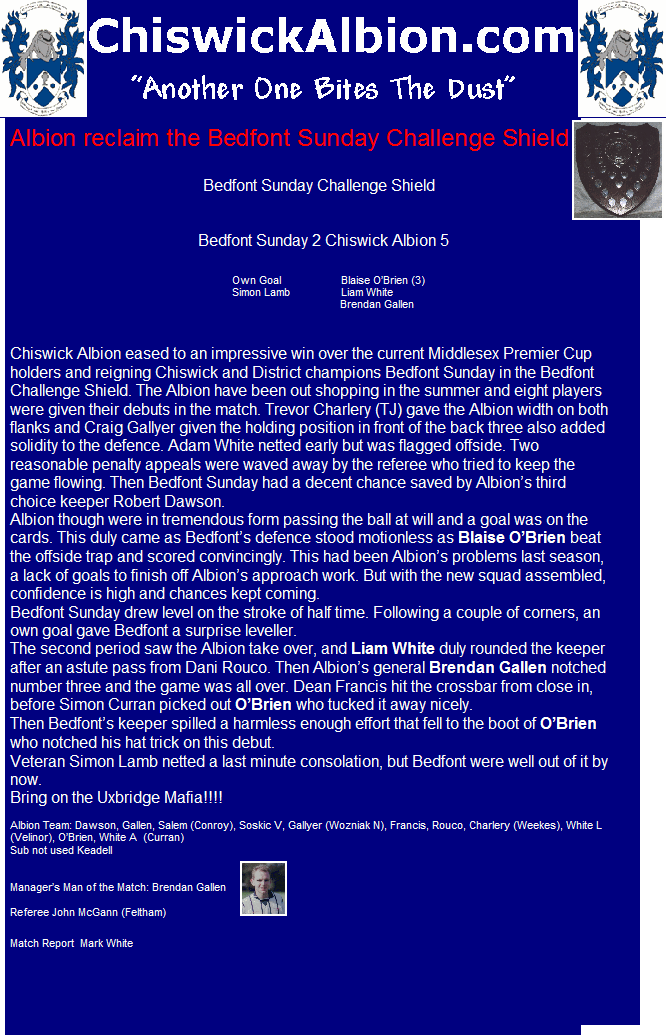 ChiswickAlbion.com
"Another One Bites The Dust"
Albion reclaim the Bedfont Sunday Challenge Shield
Bedfont Sunday Challenge Shield
Bedfont Sunday 2 Chiswick Albion 5
Own Goal Blaise O'Brien (3)
Simon Lamb Liam White
Brendan Gallen
Chiswick Albion eased to an impressive win over the current Middlesex Premier Cup
holders and reigning Chiswick and District champions Bedfont Sunday in the Bedfont
Challenge Shield. The Albion have been out shopping in the summer and eight players
were given their debuts in the match. Trevor Charlery (TJ) gave the Albion width on both
flanks and Craig Gallyer given the holding position in front of the back three also added
solidity to the defence. Adam White netted early but was flagged offside. Two
reasonable penalty appeals were waved away by the referee who tried to keep the
game flowing. Then Bedfont Sunday had a decent chance saved by Albion's third
choice keeper Robert Dawson.
Albion though were in tremendous form passing the ball at will and a goal was on the
cards. This duly came as Bedfont's defence stood motionless as Blaise O'Brien beat
the offside trap and scored convincingly. This had been Albion's problems last season,
a lack of goals to finish off Albion's approach work. But with the new squad assembled,
confidence is high and chances kept coming.
Bedfont Sunday drew level on the stroke of half time. Following a couple of corners, an
own goal gave Bedfont a surprise leveller.
The second period saw the Albion take over, and Liam White duly rounded the keeper
after an astute pass from Dani Rouco. Then Albion's general Brendan Gallen notched
number three and the game was all over. Dean Francis hit the crossbar from close in,
before Simon Curran picked out O'Brien who tucked it away nicely.
Then Bedfont's keeper spilled a harmless enough effort that fell to the boot of O'Brien
who notched his hat trick on this debut.
Veteran Simon Lamb netted a last minute consolation, but Bedfont were well out of it by
now.
Bring on the Uxbridge Mafia!!!!
Albion Team: Dawson, Gallen, Salem (Conroy), Soskic V, Gallyer (Wozniak N), Francis, Rouco, Charlery (Weekes), White L
(Velinor), O'Brien, White A (Curran)
Sub not used Keadell
Manager's Man of the Match: Brendan Gallen
Referee John McGann (Feltham)
Match Report Mark White